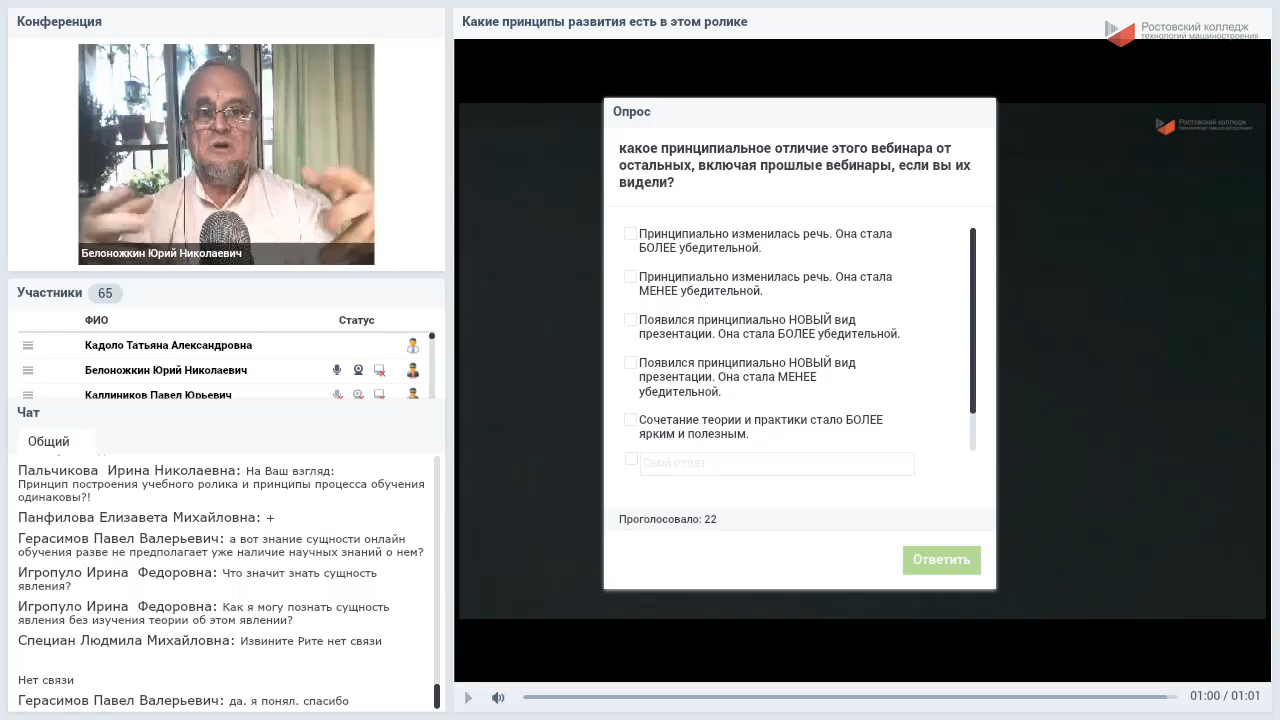 Конференция
Белоножкин Юрий Николаевич
Участники 65
ФИО Статус
Кадоло Татьяна Александровна
Белоножкин Юрий Николаевич
Каллиников Павел Юрьевич
Чат
Общий
Пальчикова Ирина Николаевна: На Ваш взгляд:
Принцип построения учебного ролика и принципы процесса обучения
одинаковы?!
Панфилова Елизавета Михайловна: +
Герасимов Павел Валерьевич: а вот знание сущности онлайн
обучения разве не предполагает уже наличие научных знаний о нем?
Игропуло Ирина Федоровна: Что значит знать сущность
явления?
Игропуло Ирина Федоровна: Как я могу познать сущность
явления без изучения теории об этом явлении?
Специан Людмила Михайловна: Извините Рите нет связи
Нет связи
Герасимов Павел Валерьевич: да. я понял. спасибо
Какие принципы развития есть в этом ролике
Ростовский колледж
технологий машиностроения
Ростовский колледж
технологий машиностроения
Опрос
какое принципиальное отличие этого вебинара от
остальных, включая прошлые вебинары, если вы их
видели?
Принципиально изменилась речь. Она стала
БОЛЕЕ убедительной.
Принципиально изменилась речь. Она стала
МЕНЕЕ убедительной.
Появился принципиально НОВЫЙ вид
презентации. Она стала БОЛЕЕ убедительной.
Появился принципиально НОВЫЙ вид
презентации. Она стала МЕНЕЕ
убедительной.
Сочетание теории и практики стало БОЛЕЕ
ярким и полезным.
Свой ответ
Проголосовало: 22
Ответить
01:00 / 01:01